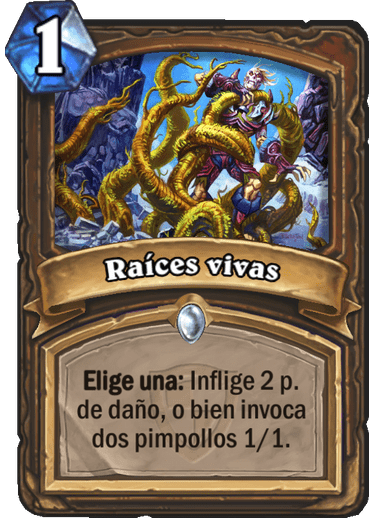 1
Raíces vivas
Elige una: Inflige 2 p.
de daño, o bien invoca
dos pimpollos 1/1.